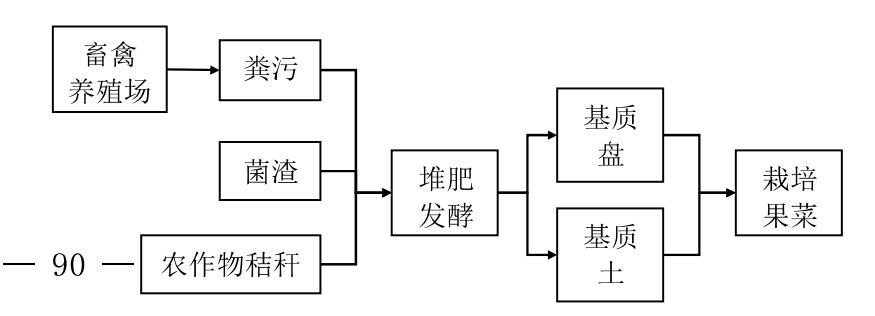 畜禽
养殖场
粪污
菌渣
农作物秸秆
堆肥
发酵
基质
盘
基质
土
栽培
果菜
— 90 —